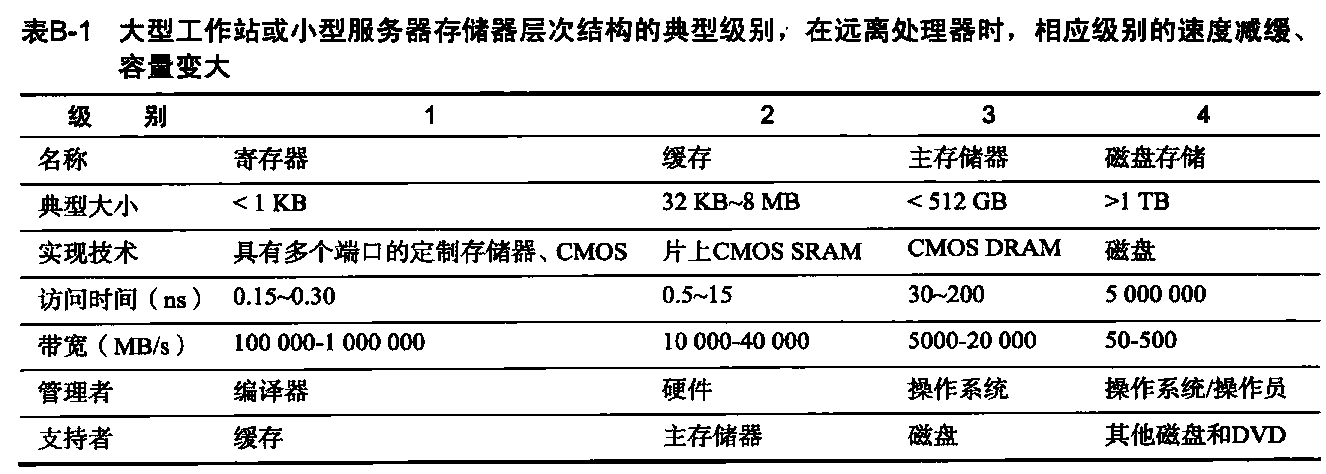 表B-1 大型工作站或小型服务器存储器层次结构的典型级别，在远离处理器时，相应级别的速度减缓、
容量变大
级 别 1 2 3 4
名称 寄存器 缓存 主存储器 磁盘存储
典型大小 < 1 KB 32 KB~8 MB < 512 GB >1 TB
实现技术 具有多个端口的定制存储器、CMOS 片上CMOS SRAM CMOS DRAM 磁盘
访问时间（ns） 0.15~0.30 0.5~15 30~200 5 000 000
带宽（MB/s） 100 000-1 000 000 10 000-40 000 5000-20 000 50-500
管理者 编译器 硬件 操作系统 操作系统/操作员
支持者 缓存 主存储器 磁盘 其他磁盘和DVD